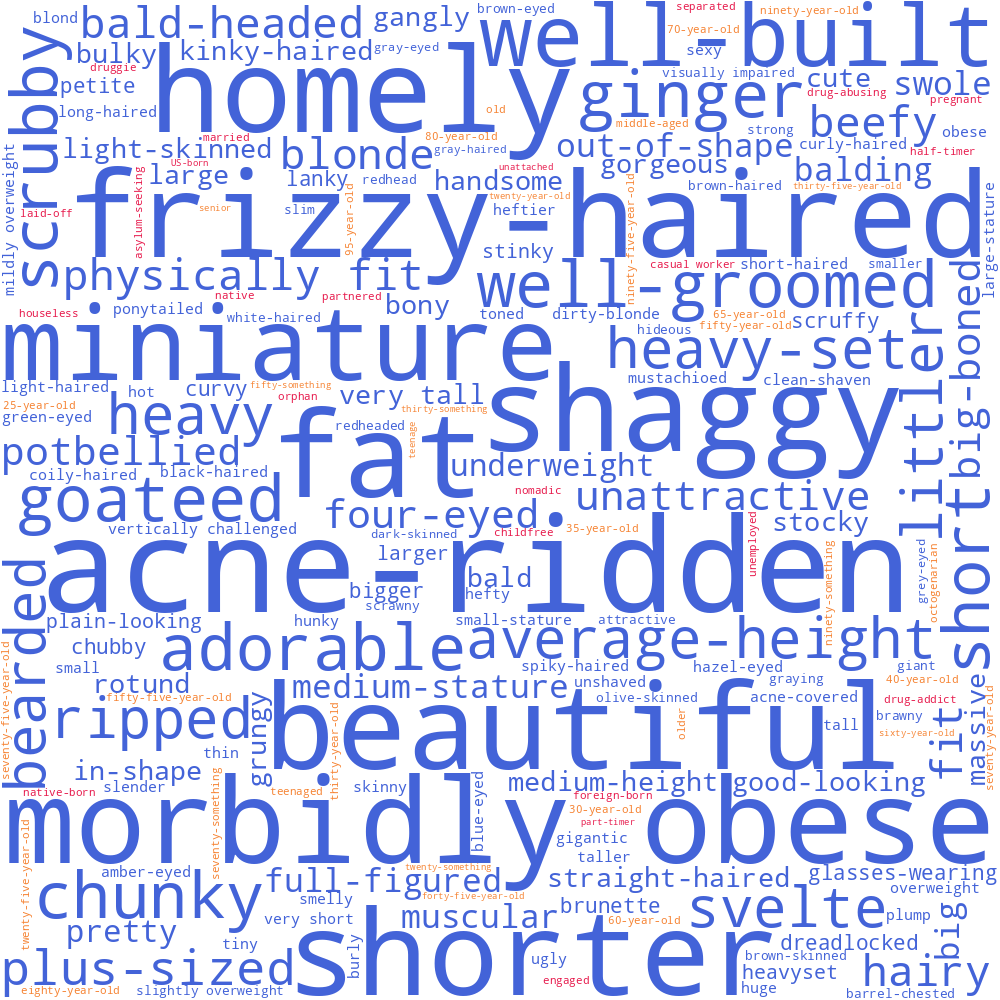 blond
bald-headed
gangly
brown-eyed
well-built
separated
ninety-year-old
70-year-old
sexy
bulky
kinky-haired
gray-eyed
druggie
petite
homely
visually impaired
cute
swole
drug-abusing
pregnant
scrubby
long-haired
old
ginger
middle-aged
strong
beefy
obese
married
80-year-old
light-skinned
blonde
gray-haired
out-of-shape
curly-haired
half-timer
mildly overweight
US-born
unattached
gorgeous
balding
large
lanky
redhead
handsome
brown-haired
thirty-five-year-old
asylum-seeking
frizzy-haired
95-year-old
twenty-year-old
ninety-five-year-old
large-stature
laid-off
senior
slim
heftier
stinky
physically fit
casual worker
short-haired
smaller
native
partnered
bony
well-groomed
houseless
ponytailed
white-haired
toned
dirty-blonde
65-year-old
fifty-year-old
scruffy
hideous
miniature
heavy-set
littler
big-boned
light-haired
hot
curvy
fifty-something
orphan
very tall
mustachioed
clean-shaven
25-year-old
green-eyed
heavy
thirty-something
shaggy
redheaded
teenage
fat
potbellied
underweight
coily-haired
black-haired
goateed
nomadic
unattractive
four-eyed
35-year-old
stocky
vertically challenged
dark-skinned
childfree
unemployed
short
acne-ridden
larger
ninety-something
grey-eyed
octogenarian
bearded
bigger
bald
scrawny
hefty
plain-looking
hunky
small-stature
attractive
chubby
adorable
average-height
seventy-five-year-old
small
spiky-haired
hazel-eyed
giant
rotund
medium-stature
unshaved
graying
40-year-old
fifty-five-year-old
olive-skinned
acne-covered
drug-addict
ripped
grungy
thirty-year-old
beautiful
older
tall
brawny
fit
massive
sixty-year-old
seventy-year-old
thin
in-shape
seventy-something
native-born
slender
teenaged
skinny
blue-eyed
medium-height
good-looking
foreign-born
morbidly obese
30-year-old
part-timer
gigantic
taller
twenty-five-year-old
amber-eyed
full-figured
twenty-something
straight-haired
glasses-wearing
overweight
chunky
smelly
forty-five-year-old
brunette
svelte
plump
very short
muscular
60-year-old
big
pretty
tiny
burly
shorter
dreadlocked
plus-sized
ugly
brown-skinned
heavyset
hairy
eighty-year-old
slightly overweight
engaged
huge
barrel-chested